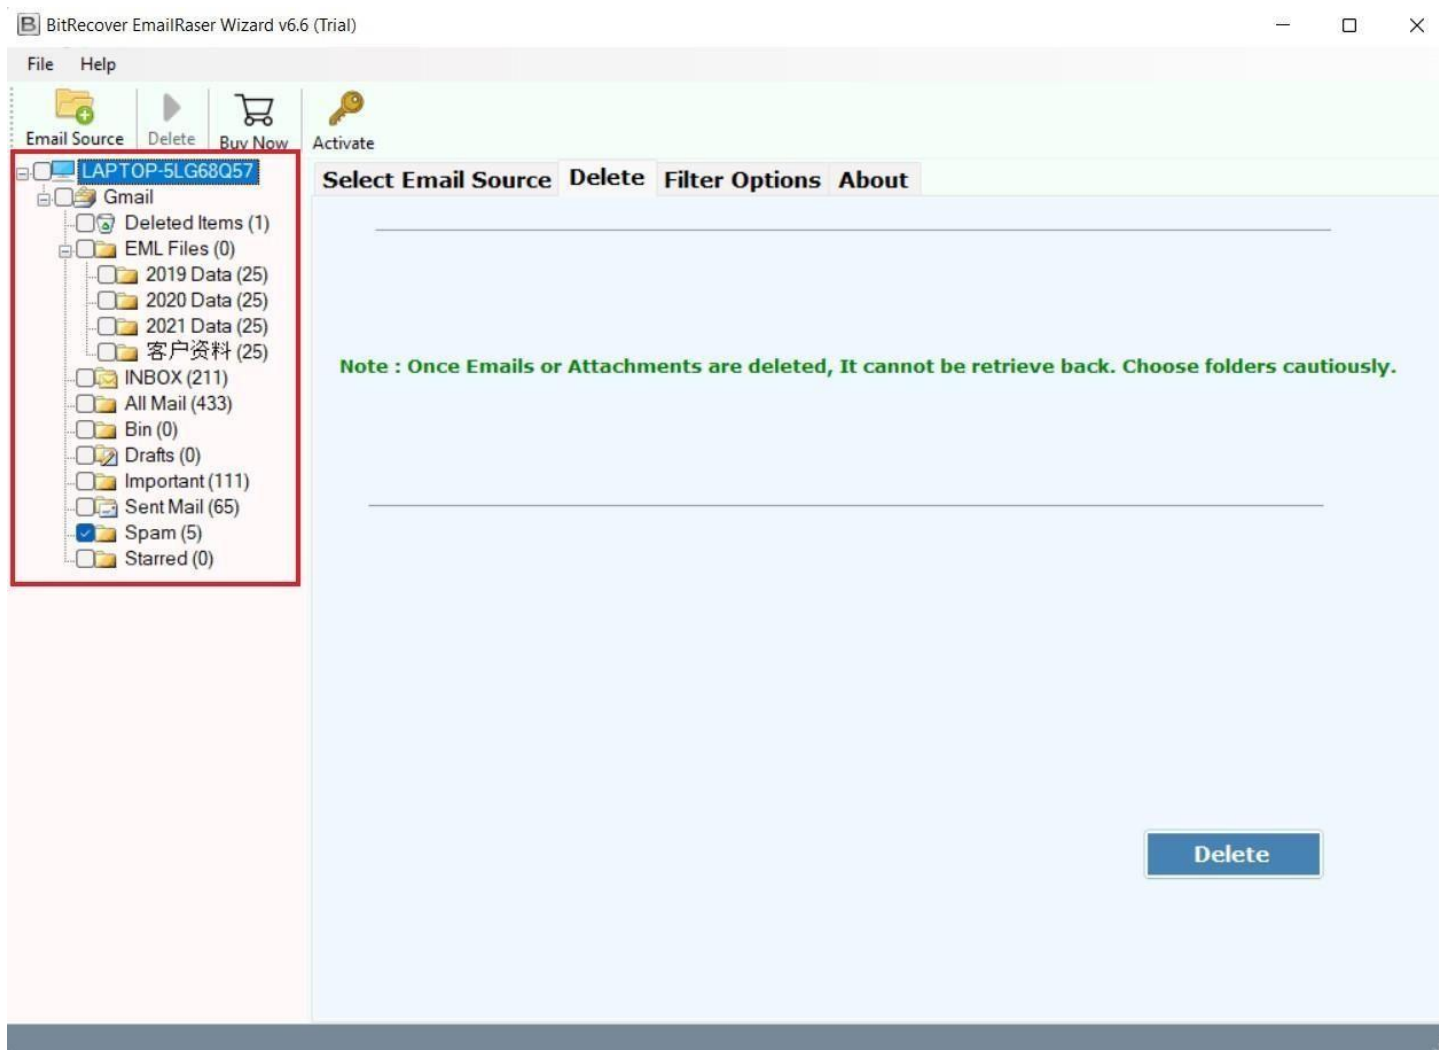 BitRecover EmailRaser Wizard v6.6 (Trial)
File Help
Email Source Delete Buy Now Activate
LAPTOP-5LG68Q57
Gmail
Deleted Items (1)
EML Files (0)
2019 Data (25)
2020 Data (25)
2021 Data (25)
客户资料 (25)
INBOX (211)
All Mail (433)
Bin (0)
Drafts (0)
Important (111)
Sent Mail (65)
Spam (5)
Starred (0)
Select Email Source Delete Filter Options About
Note : Once Emails or Attachments are deleted, It cannot be retrieve back. Choose folders cautiously.
Delete